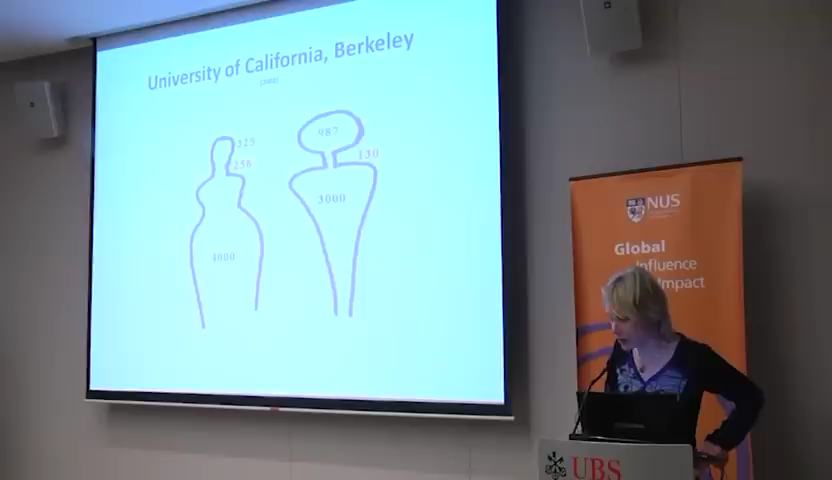 University of California, Berkeley
325
256
4000
987
130
3000
NUS
Global
Influence
Impact
UBS